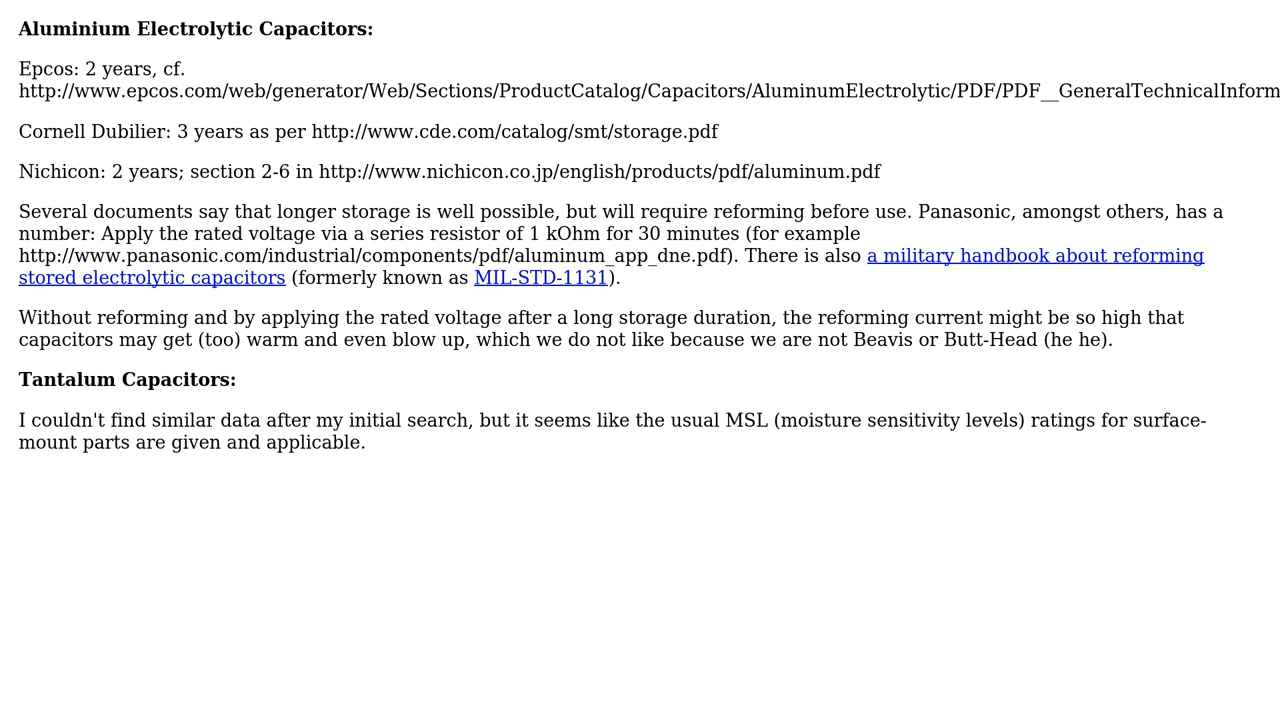 Aluminium Electrolytic Capacitors:
Epcos: 2 years, cf.
http://www.epcos.com/web/generator/Web/Sections/ProductCatalog/Capacitors/AluminumElectrolytic/PDF/PDF__GeneralTechnicalInform
Cornell Dubilier: 3 years as per http://www.cde.com/catalog/smt/storage.pdf
Nichicon: 2 years; section 2-6 in http://www.nichicon.co.jp/english/products/pdf/aluminum.pdf
Several documents say that longer storage is well possible, but will require reforming before use. Panasonic, amongst others, has a
number: Apply the rated voltage via a series resistor of 1 kOhm for 30 minutes (for example
http://www.panasonic.com/industrial/components/pdf/aluminum_app_dne.pdf). There is also a military handbook about reforming
stored electrolytic capacitors (formerly known as MIL-STD-1131).
Without reforming and by applying the rated voltage after a long storage duration, the reforming current might be so high that
capacitors may get (too) warm and even blow up, which we do not like because we are not Beavis or Butt-Head (he he).
Tantalum Capacitors:
I couldn't find similar data after my initial search, but it seems like the usual MSL (moisture sensitivity levels) ratings for surface-
mount parts are given and applicable.